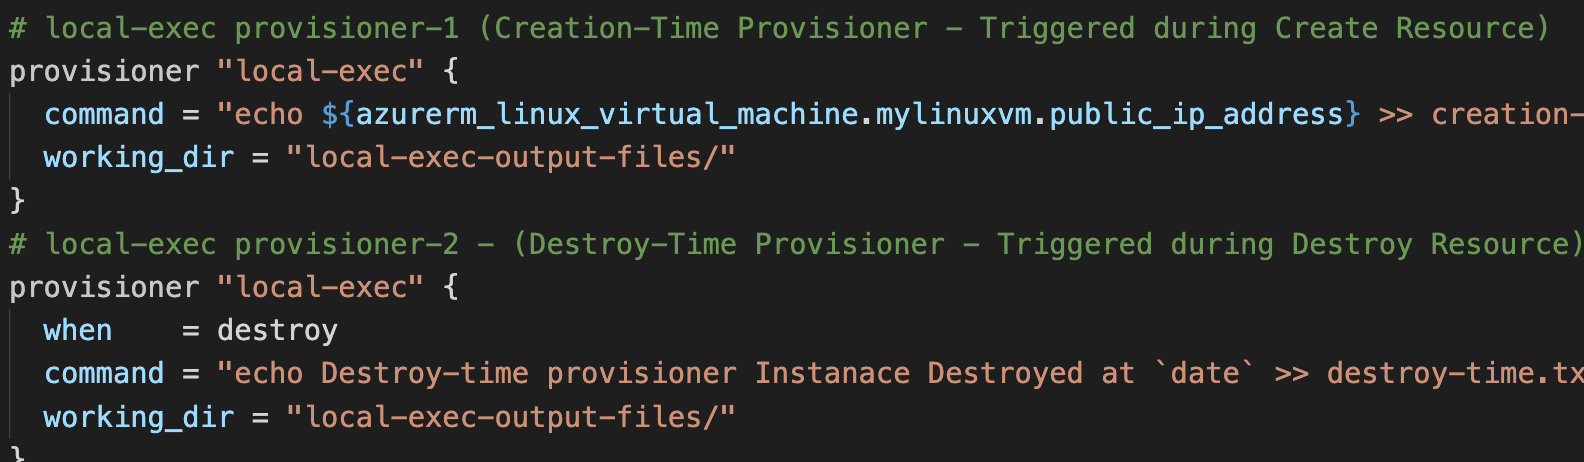 # local-exec provisioner-1 (Creation-Time Provisioner - Triggered during Create Resource)
provisioner "local-exec" {
  command = "echo ${azurerm_linux_virtual_machine.mylinuxvm.public_ip_address} >> creation-
  working_dir = "local-exec-output-files/"
}
# local-exec provisioner-2 - (Destroy-Time Provisioner - Triggered during Destroy Resource)
provisioner "local-exec" {
  when    = destroy
  command = "echo Destroy-time provisioner Instanace Destroyed at `date` >> destroy-time.tx
  working_dir = "local-exec-output-files/"
}